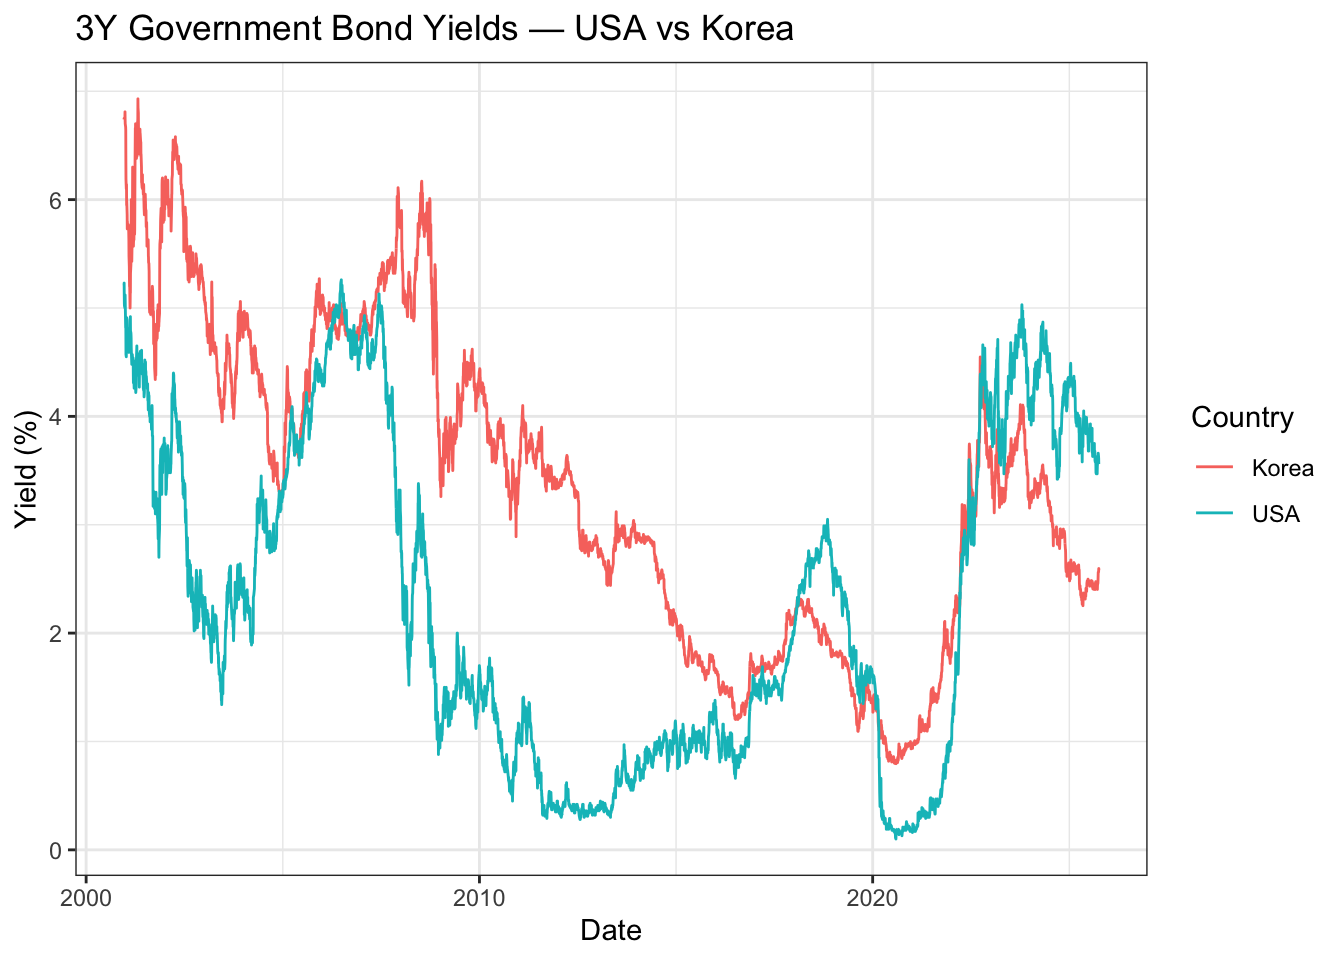 3Y Government Bond Yields — USA vs Korea
Yield (%)
6
4
2
0
2000
2010
2020
Date
Country
Korea
USA